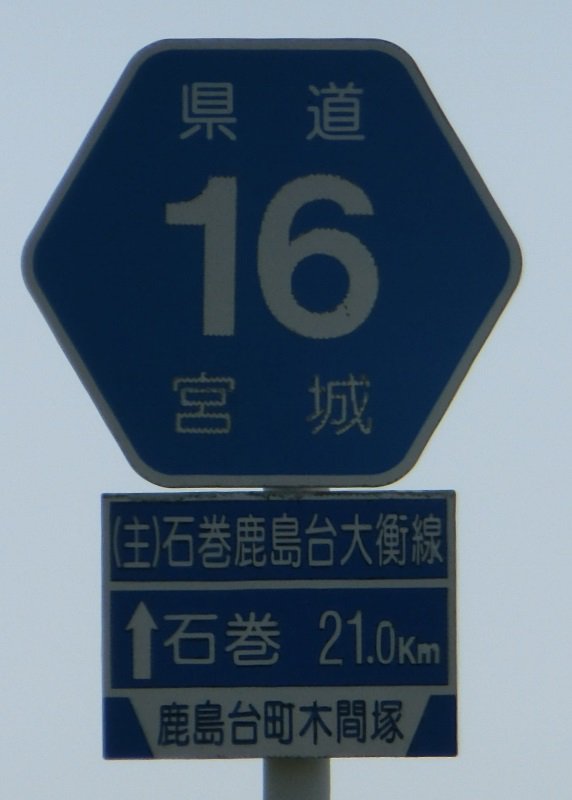 県道
16
宮城
(主)石巻鹿島台大衡線
↑石巻 21.0Km
鹿島台町木間塚